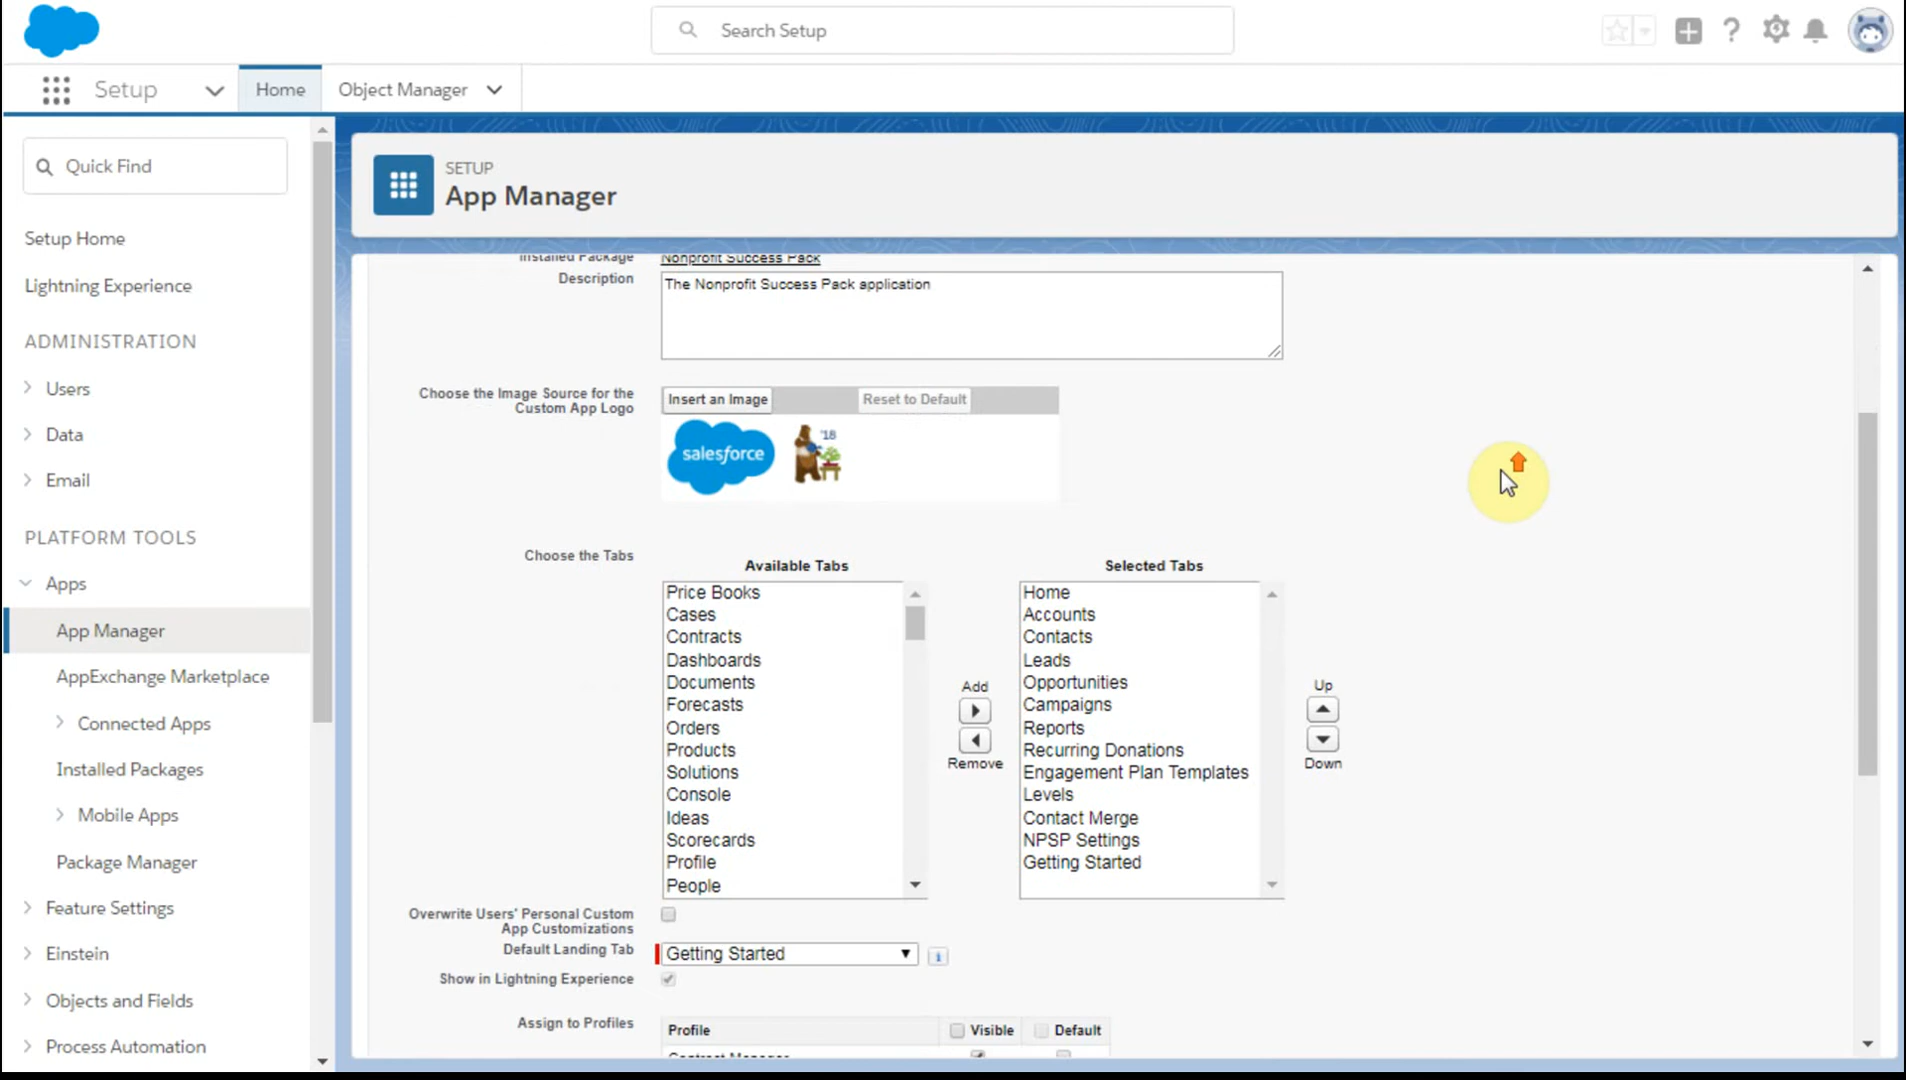 Search Setup
Setup
Home
Object Manager
Quick Find
Setup Home
Lightning Experience
ADMINISTRATION
Users
Data
Email
PLATFORM TOOLS
Apps
App Manager
AppExchange Marketplace
Connected Apps
Installed Packages
Mobile Apps
Package Manager
Feature Settings
Einstein
Objects and Fields
Process Automation
SETUP
App Manager
Installed Package Nonprofit Success Pack
Description The Nonprofit Success Pack application
Choose the Image Source for the
Custom App Logo
Insert an Image Reset to Default
salesforce '18
Choose the Tabs
Available Tabs
Price Books
Cases
Contracts
Dashboards
Documents
Forecasts
Orders
Products
Solutions
Console
Ideas
Scorecards
Profile
People
Add
Remove
Selected Tabs
Home
Accounts
Contacts
Leads
Opportunities
Campaigns
Reports
Recurring Donations
Engagement Plan Templates
Levels
Contact Merge
NPSP Settings
Getting Started
Up
Down
Overwrite Users' Personal Custom
App Customizations
Default Landing Tab Getting Started
Show in Lightning Experience
Assign to Profiles Profile Visible Default
Contract Manager